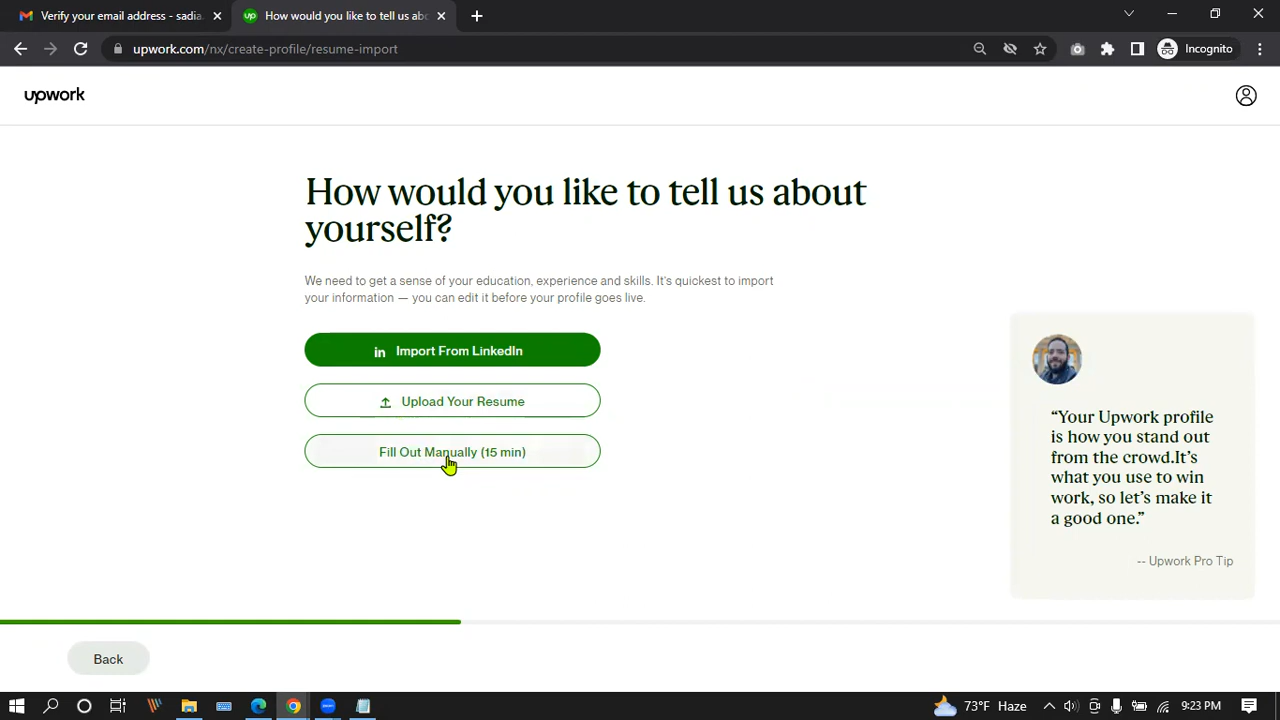 Verify your email address - sadia
How would you like to tell us abo
upwork.com/nx/create-profile/resume-import
Incognito
upwork
How would you like to tell us about
yourself?
We need to get a sense of your education, experience and skills. It's quickest to import
your information — you can edit it before your profile goes live.
in Import From LinkedIn
Upload Your Resume
Fill Out Manually (15 min)
“Your Upwork profile
is how you stand out
from the crowd.It’s
what you use to win
work, so let’s make it
a good one.”
-- Upwork Pro Tip
Back
73°F Haze
9:23 PM